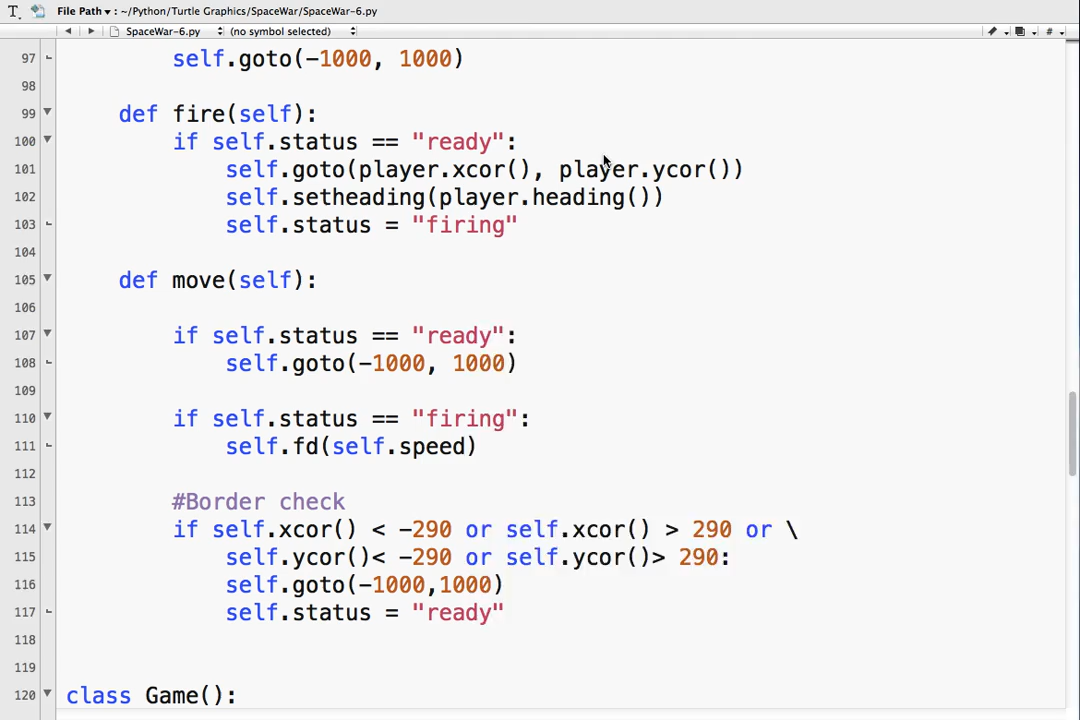 File Path ▾ : ~/Python/Turtle Graphics/SpaceWar/SpaceWar-6.py
SpaceWar-6.py (no symbol selected)
97 self.goto(-1000, 1000)
98
99 def fire(self):
100 if self.status == "ready":
101 self.goto(player.xcor(), player.ycor())
102 self.setheading(player.heading())
103 self.status = "firing"
104
105 def move(self):
106
107 if self.status == "ready":
108 self.goto(-1000, 1000)
109
110 if self.status == "firing":
111 self.fd(self.speed)
112
113 #Border check
114 if self.xcor() < -290 or self.xcor() > 290 or \
115 self.ycor()< -290 or self.ycor()> 290:
116 self.goto(-1000,1000)
117 self.status = "ready"
118
119
120 class Game():